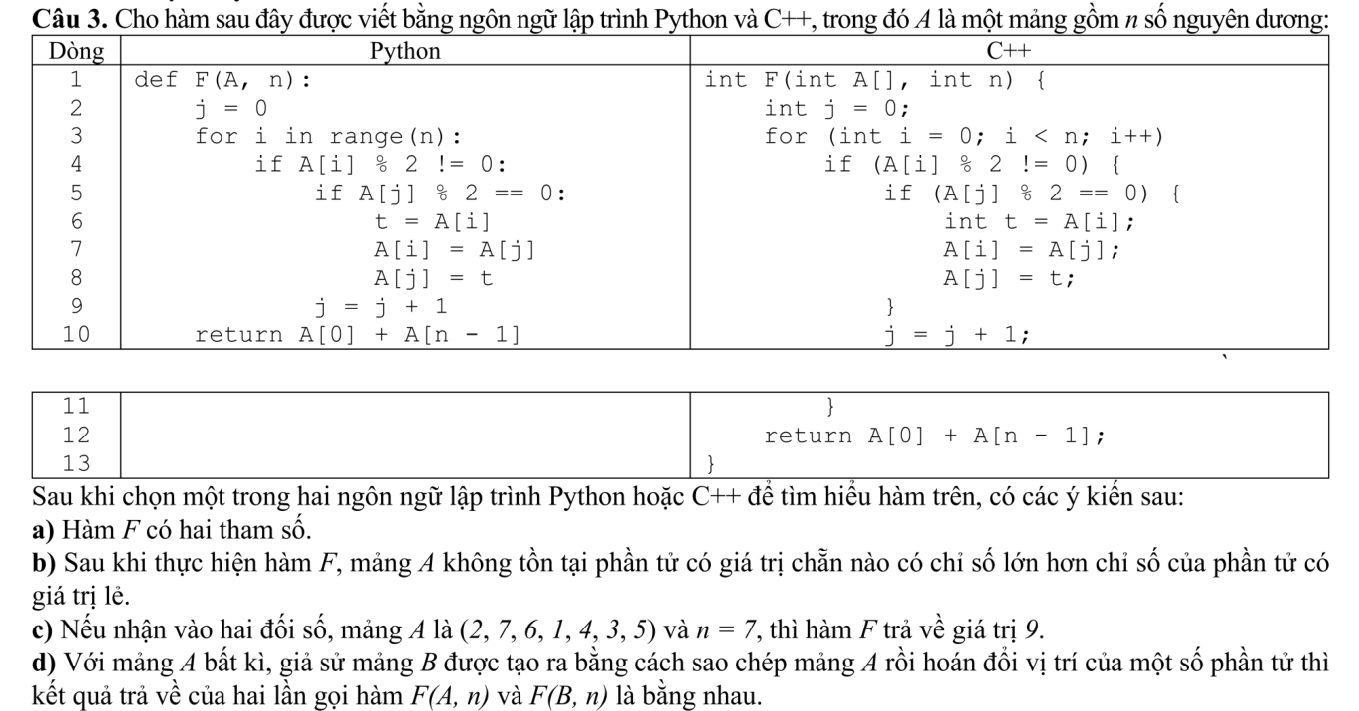 Câu 3. Cho hàm sau đây được viết bằng ngôn ngữ lập trình Python và C++, trong đó A là một mảng gồm n số nguyên dương:
Dòng Python C++
1 def F(A, n): int F(int A[], int n) {
2 j = 0 int j = 0;
3 for i in range(n): for (int i = 0; i < n; i++)
4 if A[i] % 2 != 0: if (A[i] % 2 != 0) {
5 if A[j] % 2 == 0: if (A[j] % 2 == 0) {
6 t = A[i] int t = A[i];
7 A[i] = A[j] A[i] = A[j];
8 A[j] = t A[j] = t;
9 j = j + 1 }
10 return A[0] + A[n - 1] j = j + 1;
11 }
12 return A[0] + A[n - 1];
13 }
Sau khi chọn một trong hai ngôn ngữ lập trình Python hoặc C++ để tìm hiểu hàm trên, có các ý kiến sau:
a) Hàm F có hai tham số.
b) Sau khi thực hiện hàm F, mảng A không tồn tại phần tử có giá trị chẵn nào có chỉ số lớn hơn chỉ số của phần tử có
giá trị lẻ.
c) Nếu nhận vào hai đối số, mảng A là (2, 7, 6, 1, 4, 3, 5) và n = 7, thì hàm F trả về giá trị 9.
d) Với mảng A bất kì, giả sử mảng B được tạo ra bằng cách sao chép mảng A rồi hoán đổi vị trí của một số phần tử thì
kết quả trả về của hai lần gọi hàm F(A, n) và F(B, n) là bằng nhau.